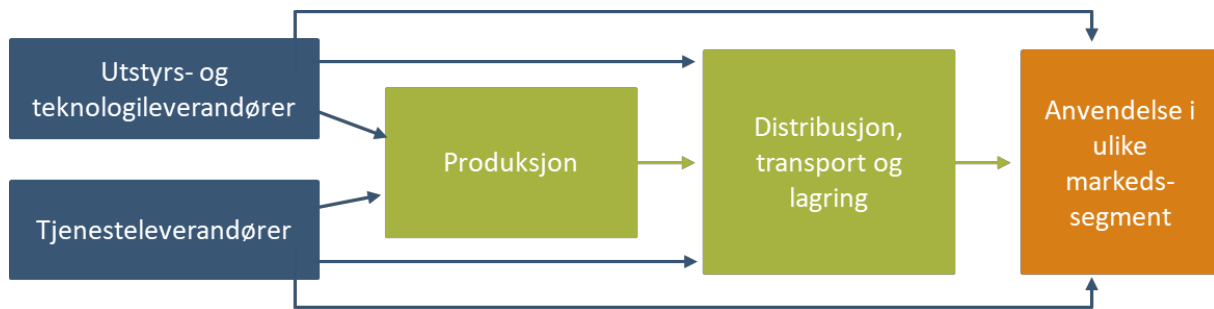 Utstyrs- og
teknologileverandører
Tjenesteleverandører
Produksjon
Distribusjon,
transport og
lagring
Anvendelse i
ulike
markeds-
segment